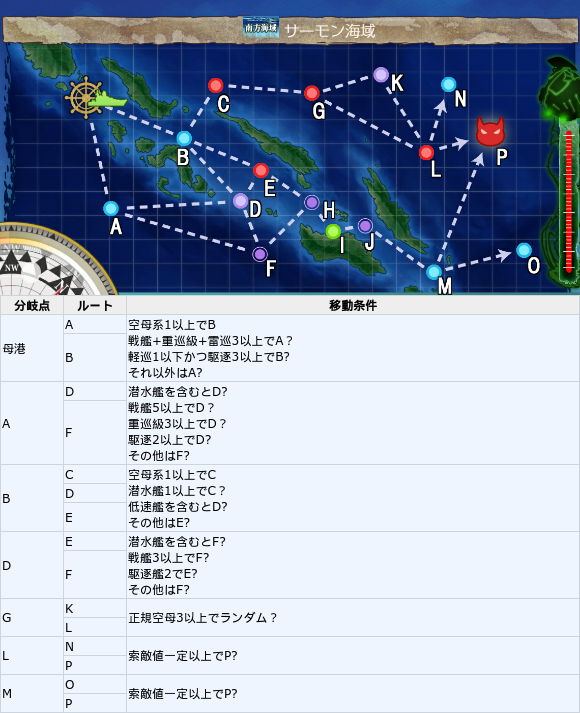 南方海域 サーモン海域
K
C
G
N
B
L
P
E
D
H
A
I
J
F
O
M
NW
分岐点 ルート 移動条件
母港
A
B
空母系1以上でB
戦艦+重巡級+雷巡3以上でA？
軽巡1以下かつ駆逐3以上でB?
それ以外はA?
A
D
F
潜水艦を含むとD?
戦艦5以上でD？
重巡級3以上でD？
駆逐2以上でD?
その他はF?
B
C
D
E
空母系1以上でC
潜水艦1以上でC？
低速艦を含むとD?
その他はE?
D
E
F
潜水艦を含むとF?
戦艦3以上でF?
駆逐艦2でE?
その他はF?
G
K
L
正規空母3以上でランダム？
L
N
P
索敵値一定以上でP?
M
O
P
索敵値一定以上でP?